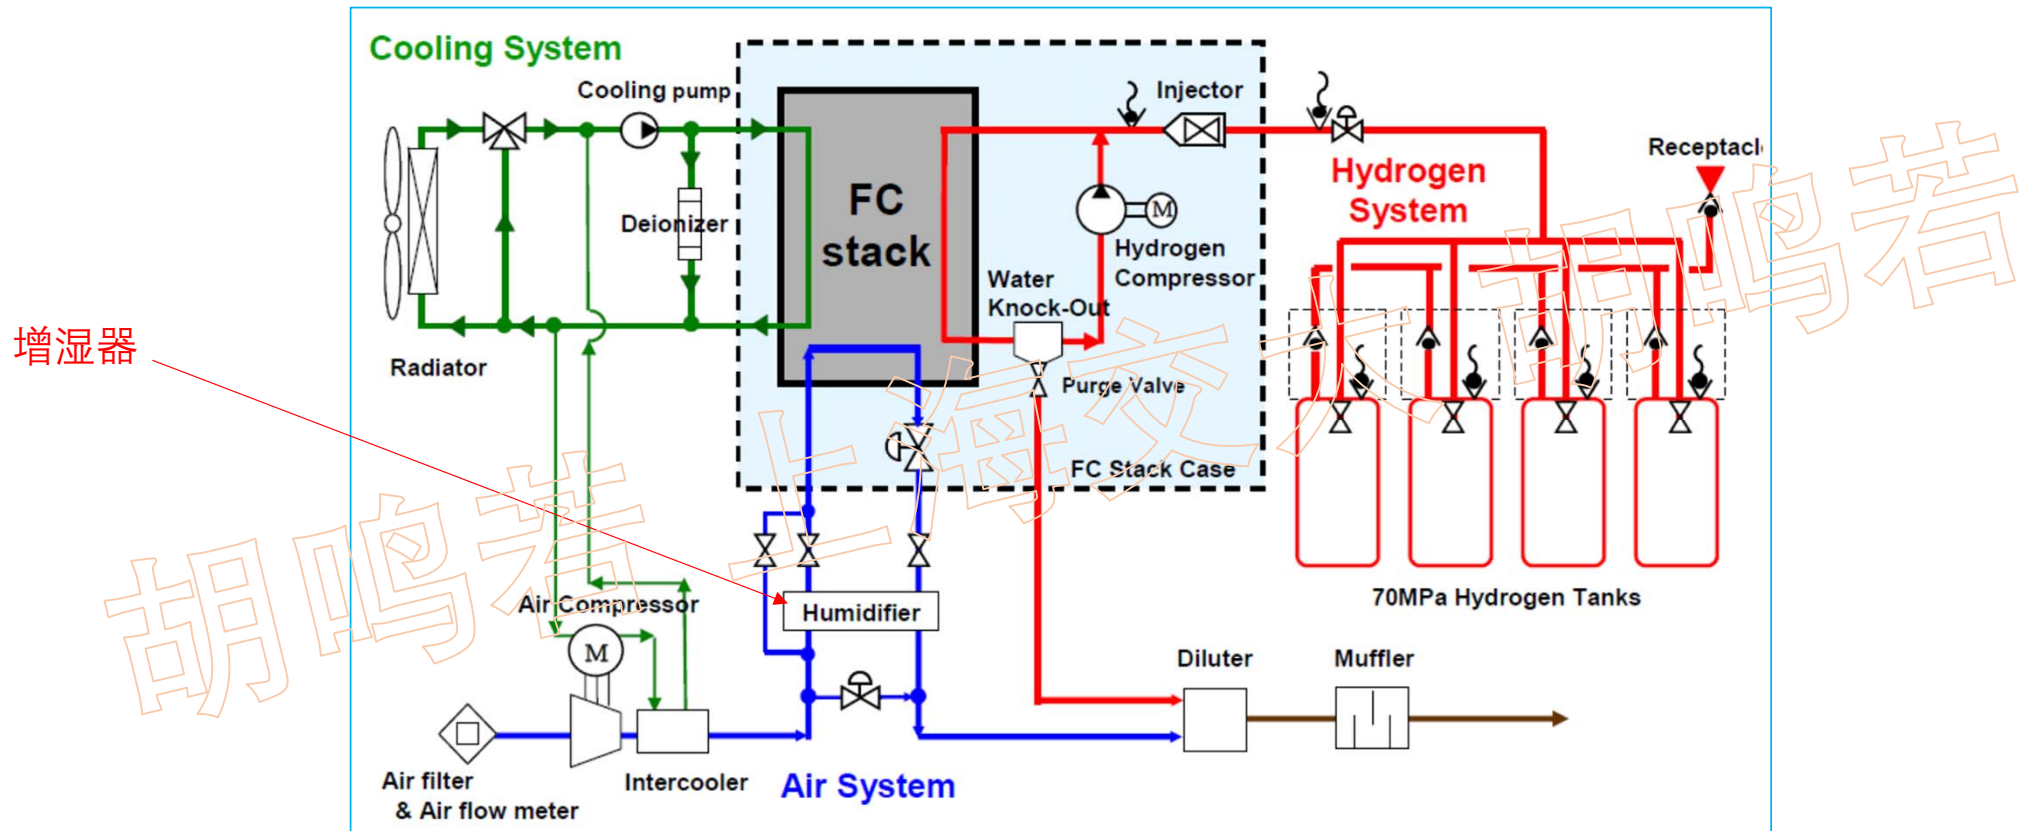 Cooling System
Cooling pump
Injector
Receptacl
Hydrogen
System
FC
stack
Deionizer
M
Hydrogen
Compressor
Water
Knock-Out
增湿器
Radiator
Purge Valve
FC Stack Case
70MPa Hydrogen Tanks
Air Compressor
Humidifier
M
Diluter
Muffler
Air filter
& Air flow meter
Intercooler
Air System
胡鸣若 上海交大 胡鸣若